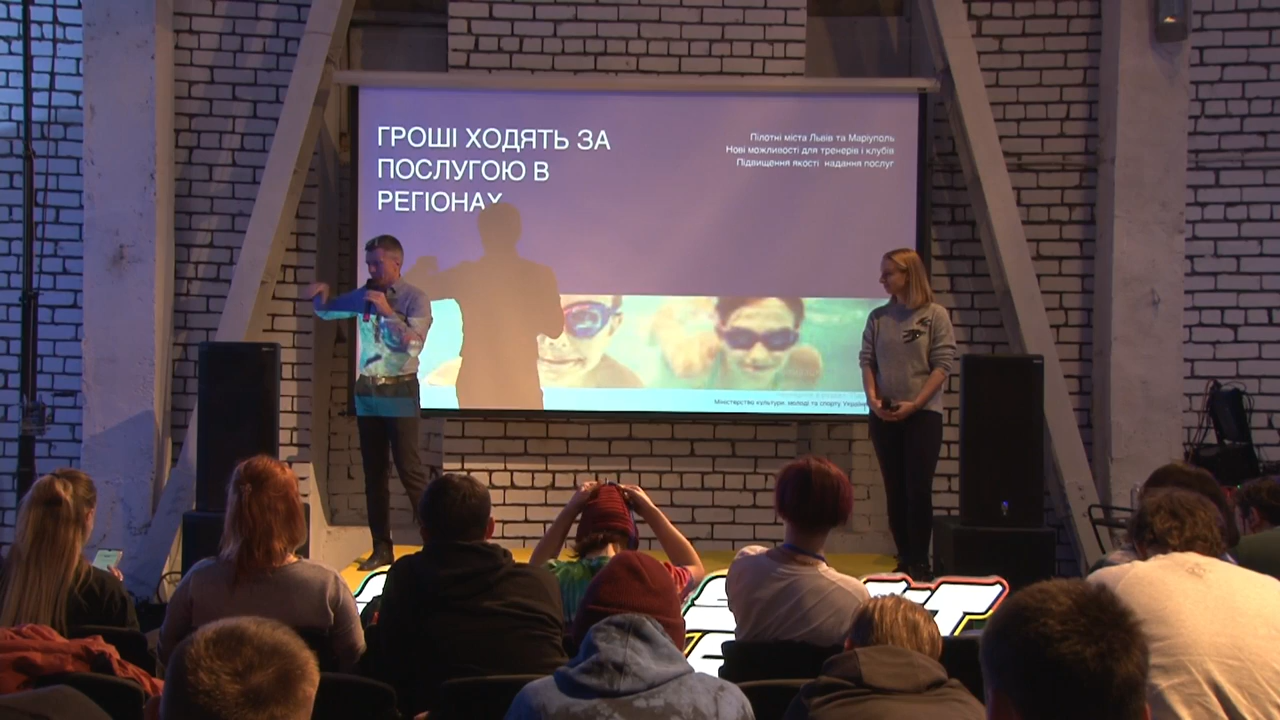 ГРОШІ ХОДЯТЬ ЗА
ПОСЛУГОЮ В
РЕГІОНАХ
Пілотні міста Львів та Маріуполь
Нові можливості для тренерів і клубів
Підвищення якості надання послуг
Міністерство культури, молоді та спорту України